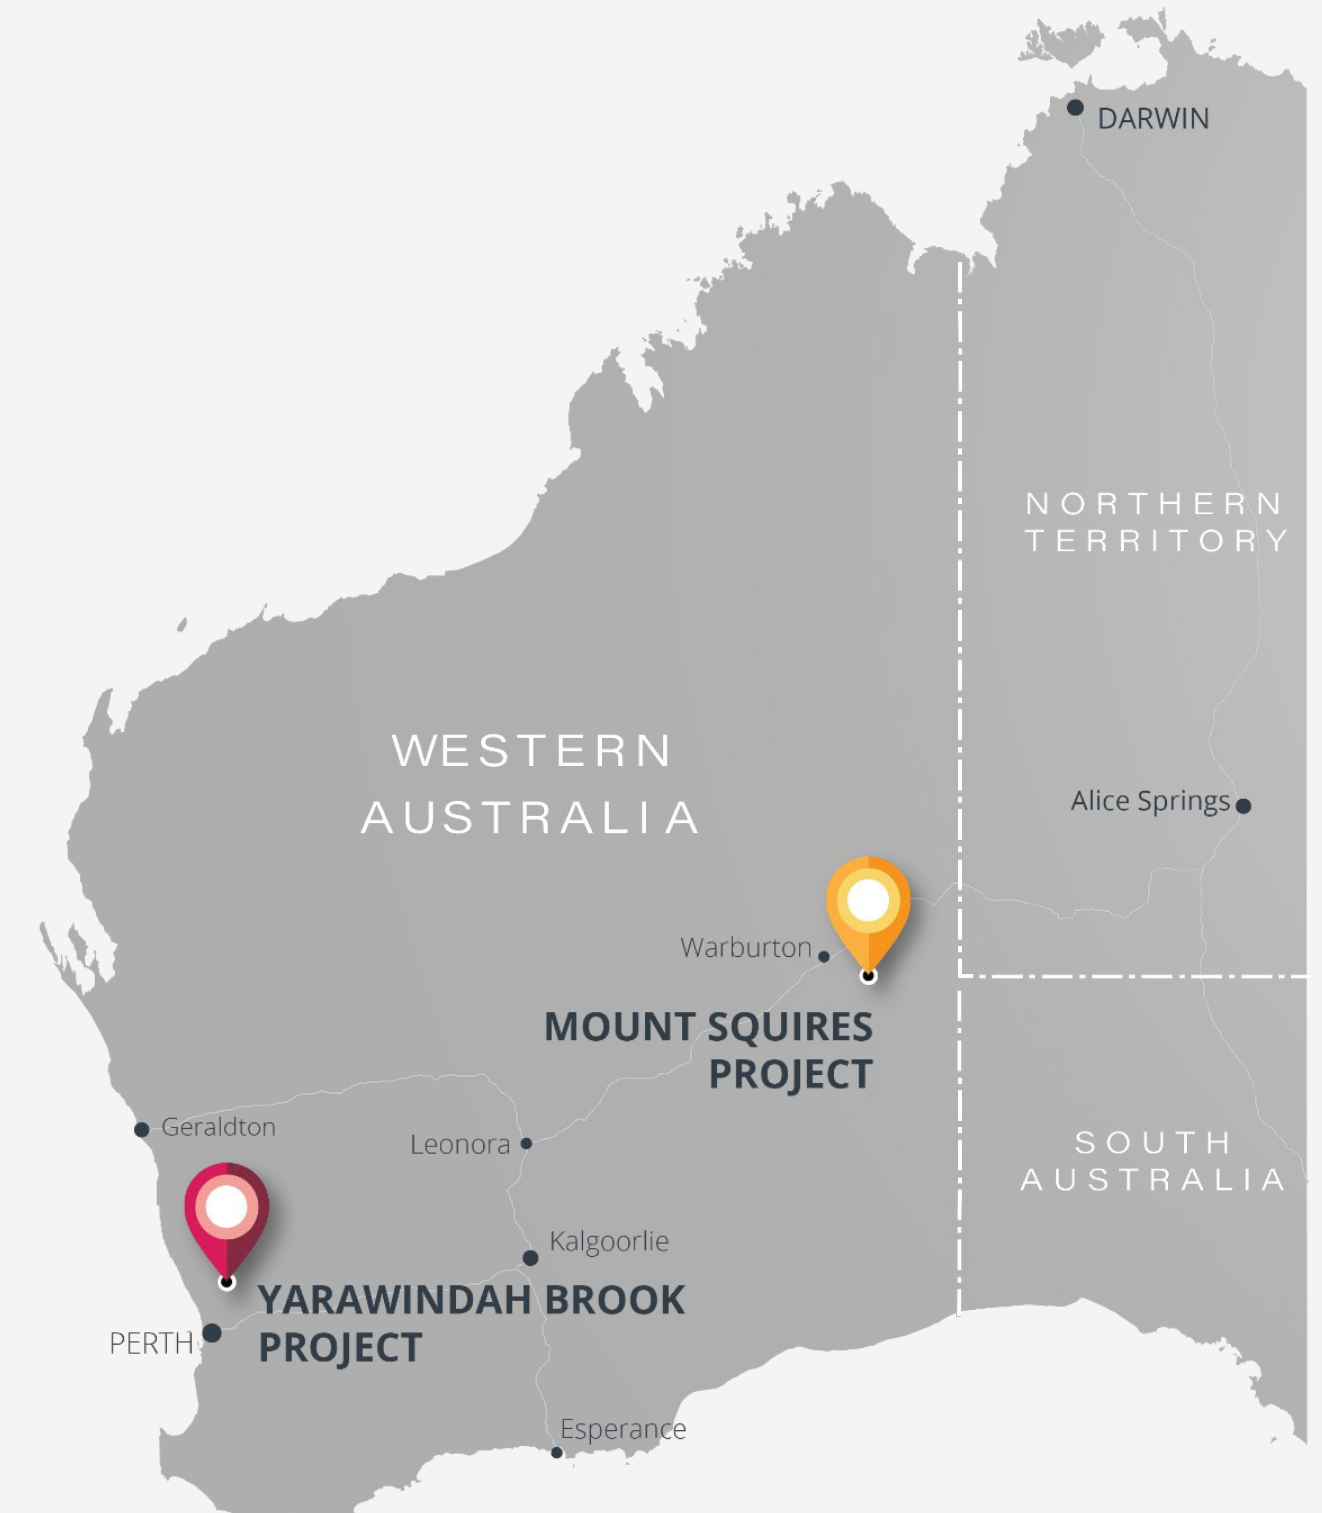 DARWIN
NORTHERN
TERRITORY
WESTERN
AUSTRALIA
Alice Springs
Warburton
MOUNT SQUIRES
PROJECT
Geraldton
Leonora
SOUTH
AUSTRALIA
Kalgoorlie
YARAWINDAH BROOK
PROJECT
PERTH
Esperance